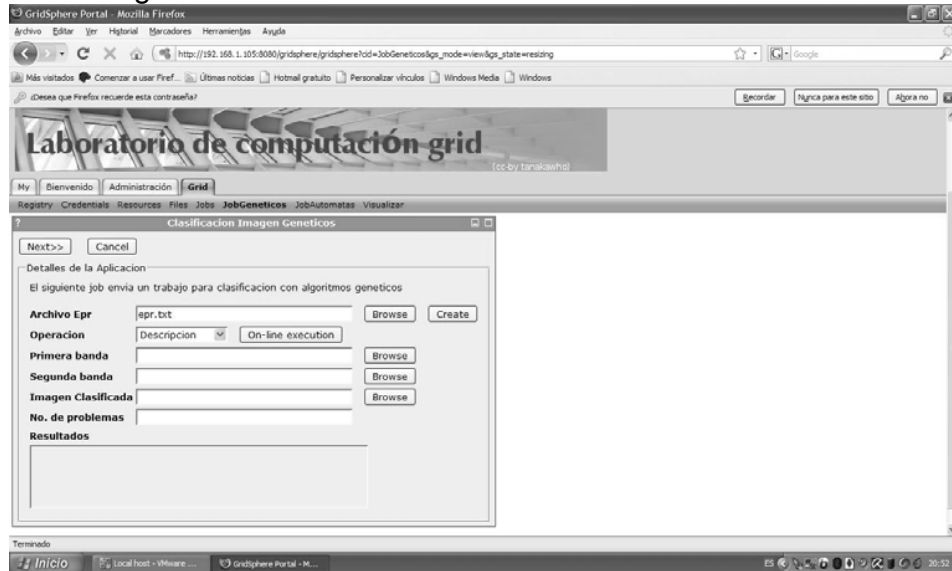 GridSphere Portal - Mozilla Firefox
Archivo Editar Ver Historial Marcadores Herramientas Ayuda
http://192.168.1.105:8080/gridsphere/gridsphere?cid=JobGeneticos&gs_mode=view&gs_state=resizing
Google
Más visitados Comenzar a usar Firef... Últimas noticias Hotmail gratuito Personalizar vínculos Windows Media Windows
¿Desea que Firefox recuerde esta contraseña? Recordar Nunca para este sitio Ahora no
Laboratorio de computación grid
(cc-by tanakawho)
My Bienvenido Administración Grid
Registry Credentials Resources Files Jobs JobGeneticos JobAutomatas Visualizar
? Clasificacion Imagen Geneticos
Next>> Cancel
Detalles de la Aplicacion
El siguiente job envia un trabajo para clasificacion con algoritmos geneticos
Archivo Epr epr.txt Browse Create
Operacion Descripcion On-line execution
Primera banda Browse
Segunda banda Browse
Imagen Clasificada Browse
No. de problemas
Resultados
Terminado
Inicio Local host - VMware ... GridSphere Portal - M... ES 20:52